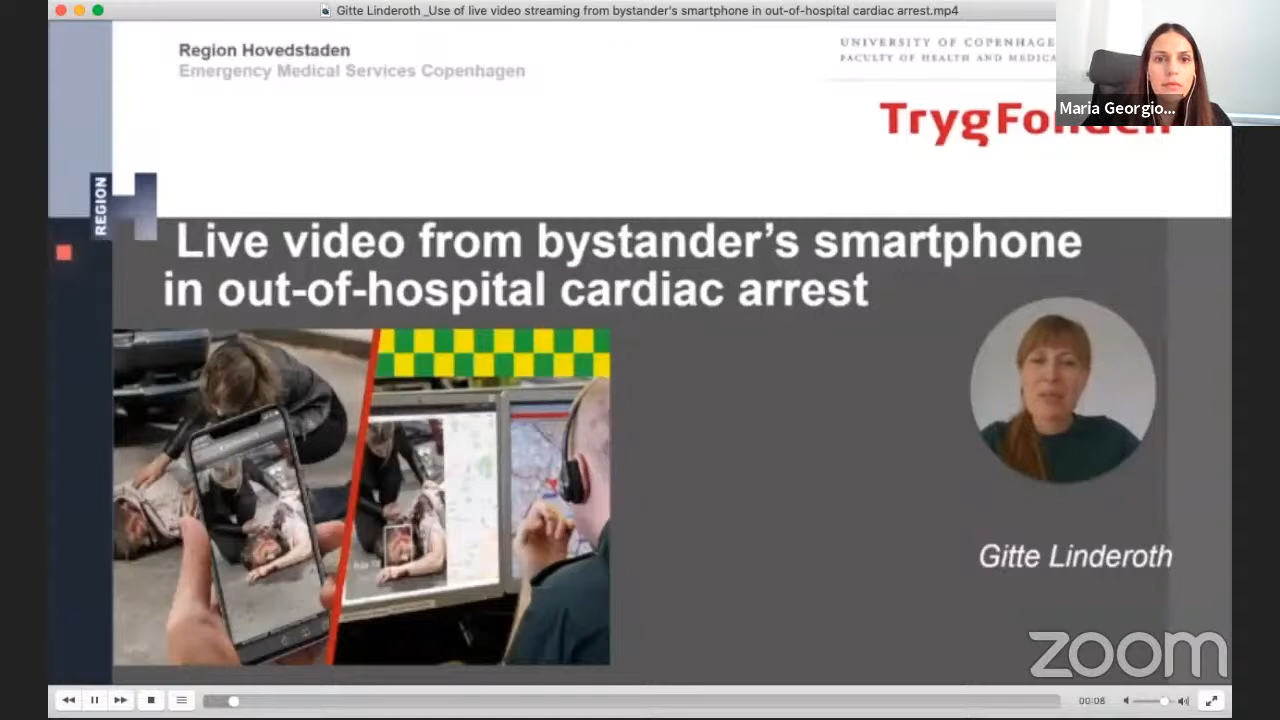 Gitte Linderoth _Use of live video streaming from bystander's smartphone in out-of-hospital cardiac arrest.mp4
Region Hovedstaden
Emergency Medical Services Copenhagen
UNIVERSITY OF COPENHAGE
FACULTY OF HEALTH AND MEDICA
Maria Georgio...
TrygFonden
REGION
Live video from bystander's smartphone
in out-of-hospital cardiac arrest
Gitte Linderoth
zoom
00:08